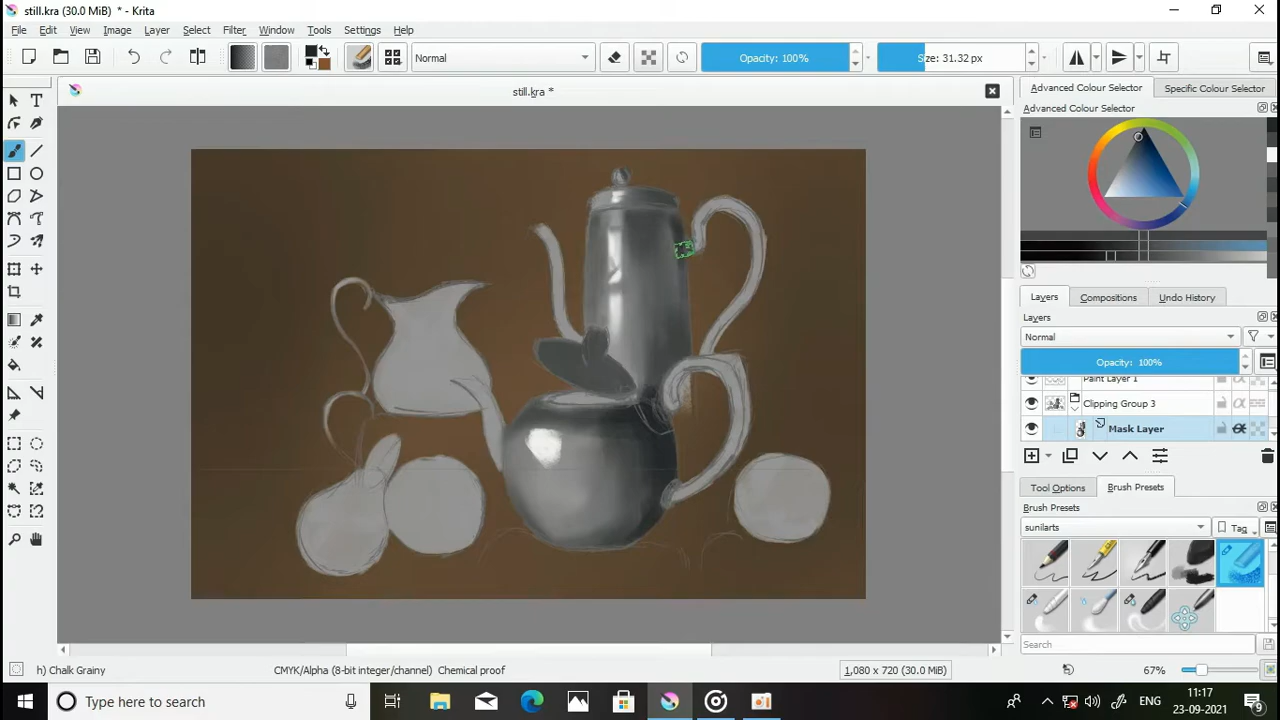 still.kra (30.0 MiB) * - Krita
File Edit View Image Layer Select Filter Window Tools Settings Help
Normal Opacity: 100% Size: 31.32 px
still.kra *
Advanced Colour Selector Specific Colour Selector
Advanced Colour Selector
Layers Compositions Undo History
Layers
Normal
Opacity: 100%
Paint Layer 1
Clipping Group 3
Mask Layer
Tool Options Brush Presets
Brush Presets
sunilarts Tag
Search
h) Chalk Grainy CMYK/Alpha (8-bit integer/channel) Chemical proof 1,080 x 720 (30.0 MiB) 67%
Type here to search ENG 11:17
23-09-2021 9